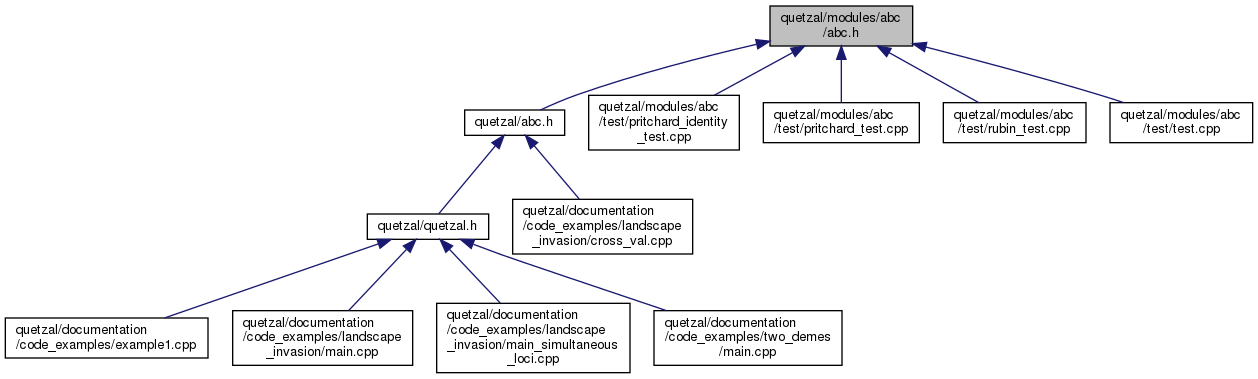 quetzal/modules/abc
/abc.h
quetzal/abc.h
quetzal/modules/abc
/test/pritchard_identity
_test.cpp
quetzal/modules/abc
/test/pritchard_test.cpp
quetzal/modules/abc
/test/rubin_test.cpp
quetzal/modules/abc
/test/test.cpp
quetzal/quetzal.h
quetzal/documentation
/code_examples/landscape
_invasion/cross_val.cpp
quetzal/documentation
/code_examples/example1.cpp
quetzal/documentation
/code_examples/landscape
_invasion/main.cpp
quetzal/documentation
/code_examples/landscape
_invasion/main_simultaneous
_loci.cpp
quetzal/documentation
/code_examples/two_demes
/main.cpp